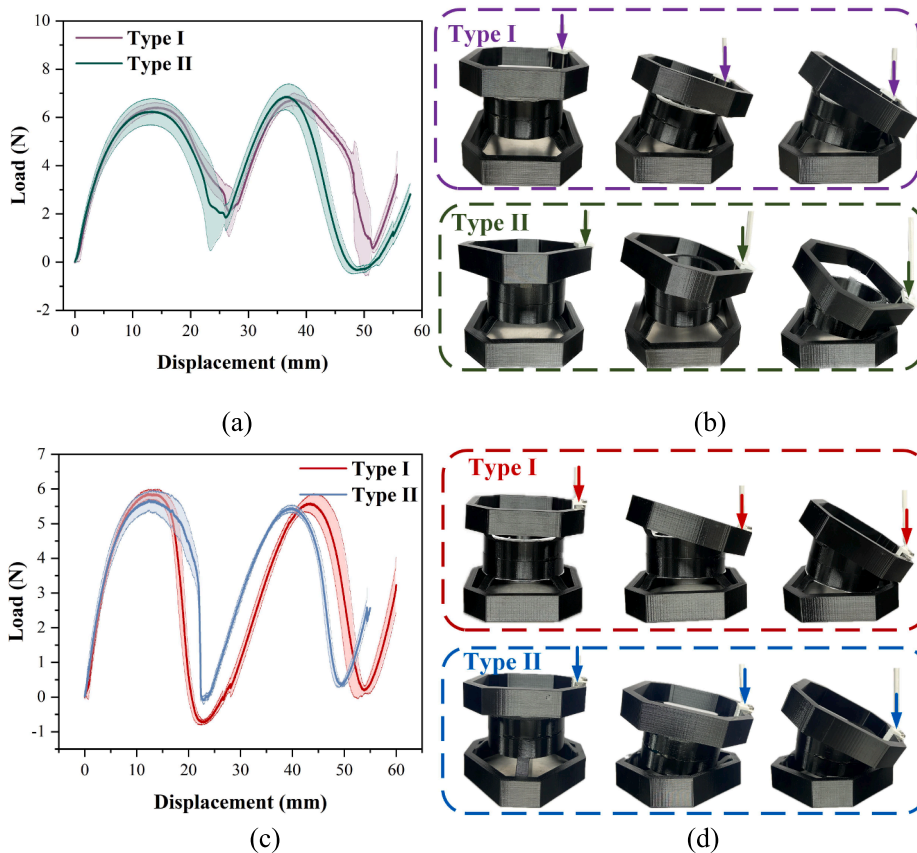 Type I
Type II
Load (N)
10
8
6
4
2
0
-2
0
10
20
30
40
50
60
Displacement (mm)
(a)
Type I
Type II
(b)
Type I
Type II
Load (N)
7
6
5
4
3
2
1
0
-1
0
10
20
30
40
50
60
Displacement (mm)
(c)
Type I
Type II
(d)